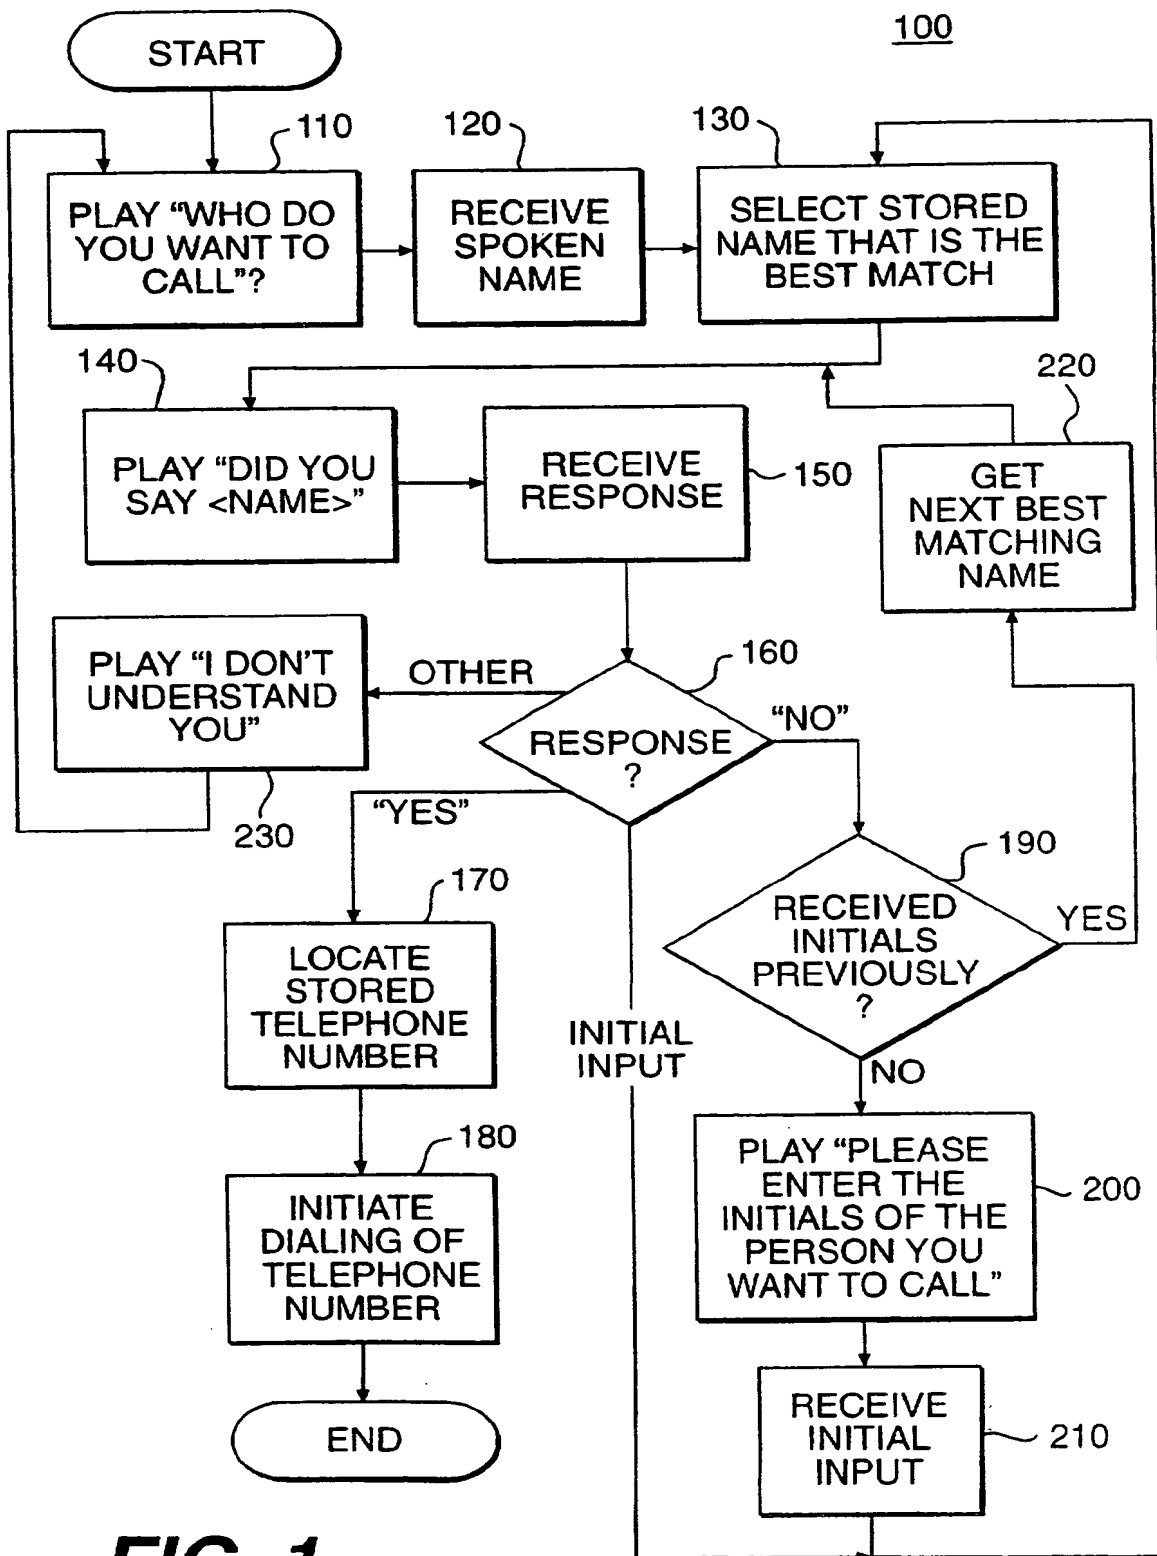 100
START
110
PLAY “WHO DO
YOU WANT TO
CALL”?
120
RECEIVE
SPOKEN
NAME
130
SELECT STORED
NAME THAT IS THE
BEST MATCH
140
PLAY “DID YOU
SAY <NAME>”
RECEIVE
RESPONSE
150
220
GET
NEXT BEST
MATCHING
NAME
PLAY “I DON'T
UNDERSTAND
YOU”
230
OTHER
160
RESPONSE
?
“NO”
“YES”
190
RECEIVED
INITIALS
PREVIOUSLY
?
YES
NO
170
LOCATE
STORED
TELEPHONE
NUMBER
INITIAL
INPUT
180
INITIATE
DIALING OF
TELEPHONE
NUMBER
PLAY “PLEASE
ENTER THE
INITIALS OF THE
PERSON YOU
WANT TO CALL”
200
END
RECEIVE
INITIAL
INPUT
210
FIG. 1